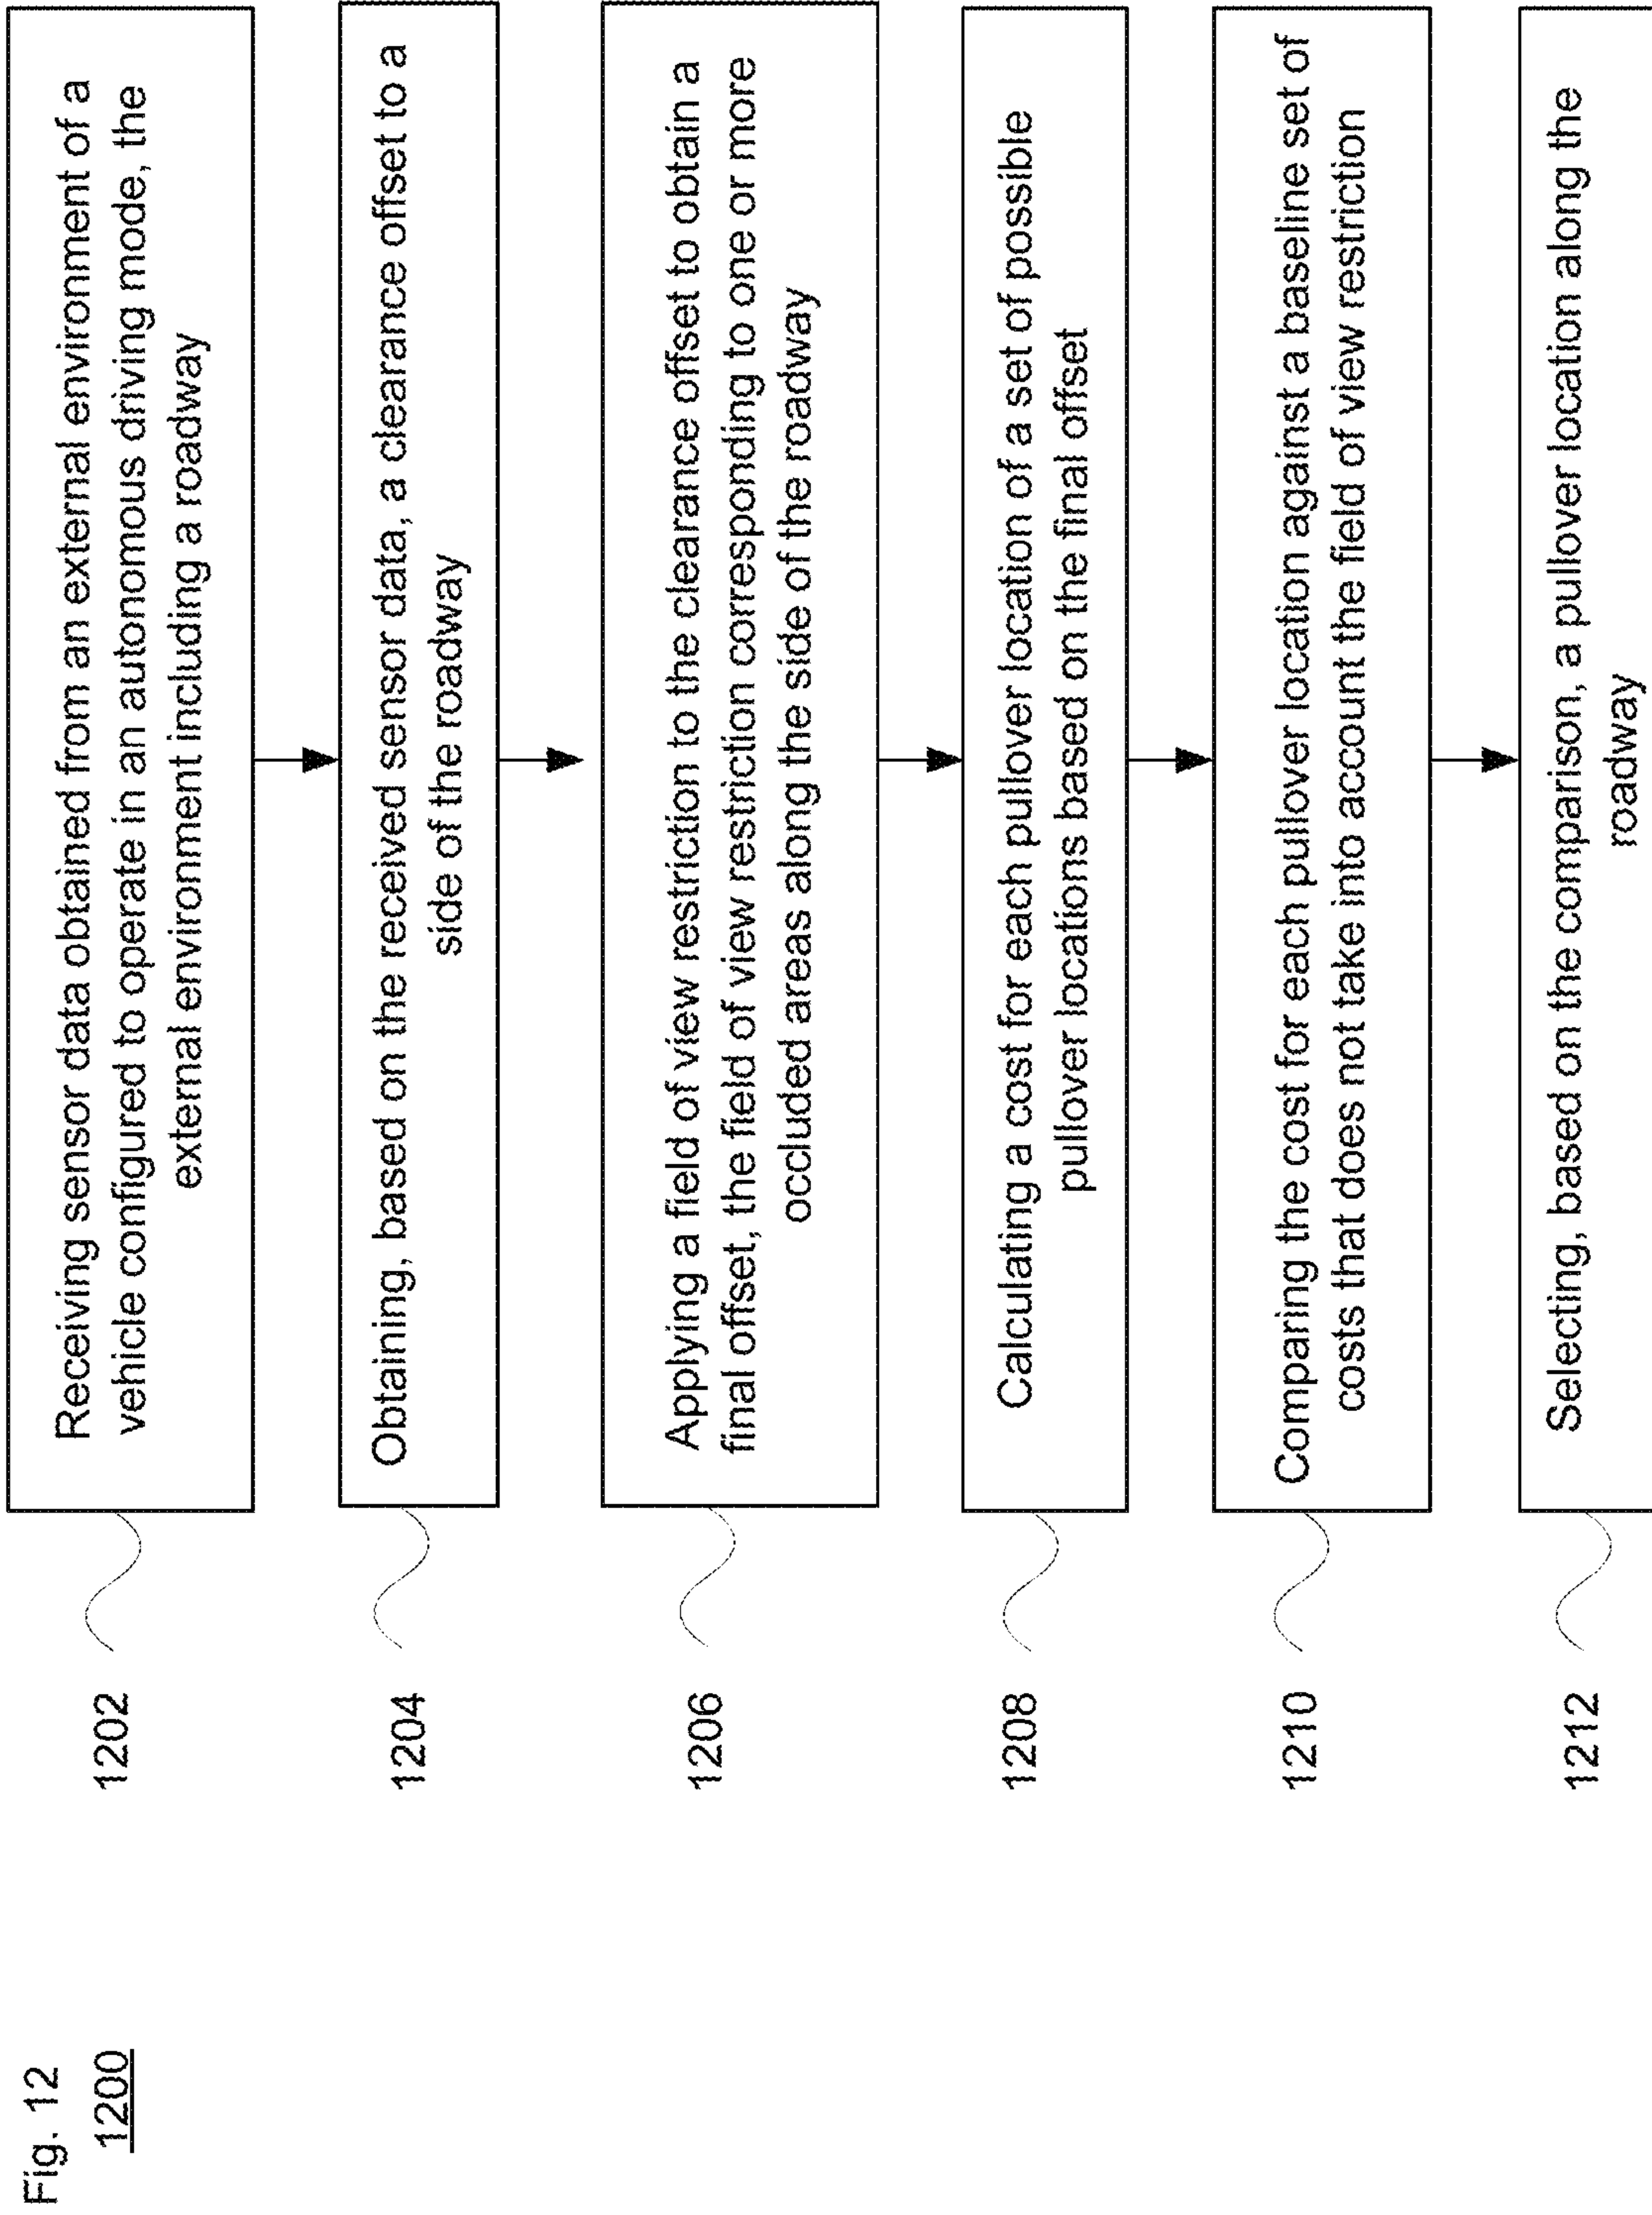 Fig. 12
1200
1202
Receiving sensor data obtained from an external environment of a
vehicle configured to operate in an autonomous driving mode, the
external environment including a roadway
1204
Obtaining, based on the received sensor data, a clearance offset to a
side of the roadway
1206
Applying a field of view restriction to the clearance offset to obtain a
final offset, the field of view restriction corresponding to one or more
occluded areas along the side of the roadway
1208
Calculating a cost for each pullover location of a set of possible
pullover locations based on the final offset
1210
Comparing the cost for each pullover location against a baseline set of
costs that does not take into account the field of view restriction
1212
Selecting, based on the comparison, a pullover location along the
roadway